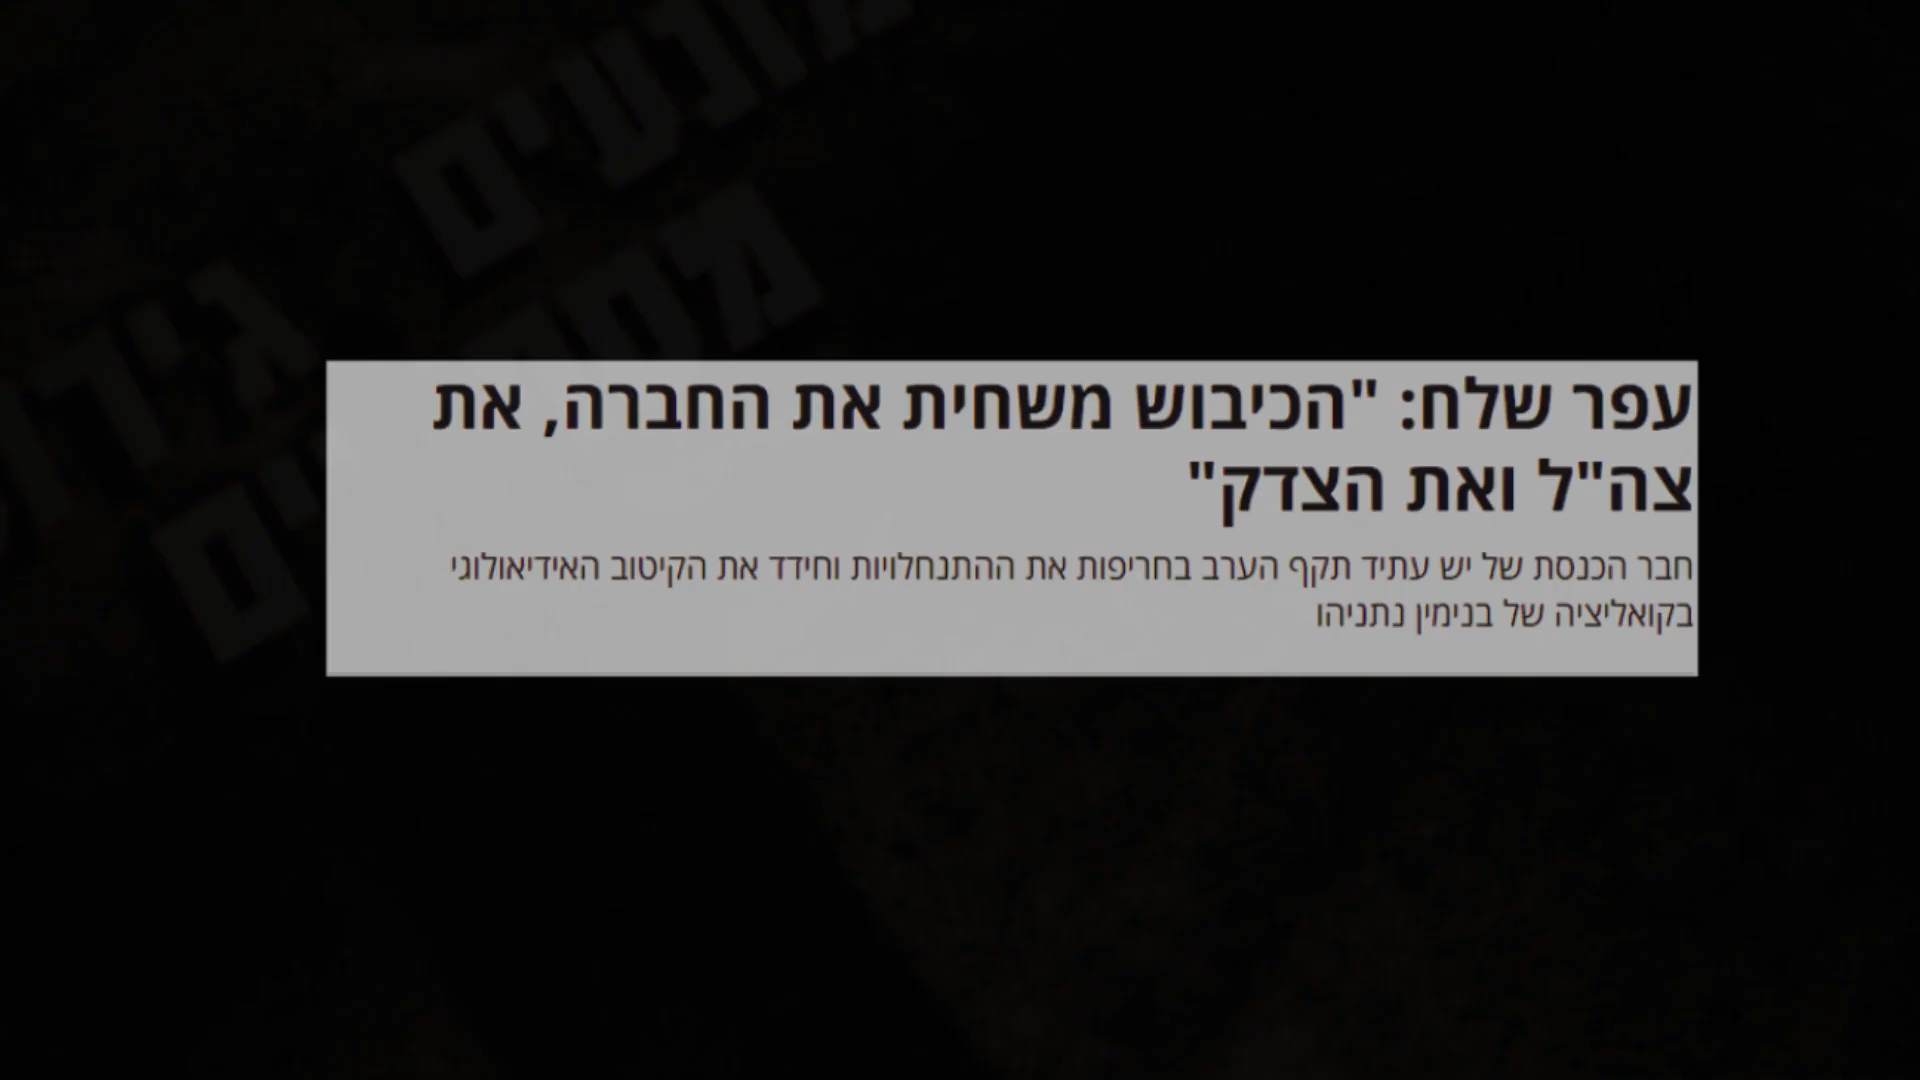 עפר שלח: "הכיבוש משחית את החברה, את
צה"ל ואת הצדק"
חבר הכנסת של יש עתיד תקף הערב בחריפות את ההתנחלויות וחידד את הקיטוב האידיאולוגי
בקואליציה של בנימין נתניהו